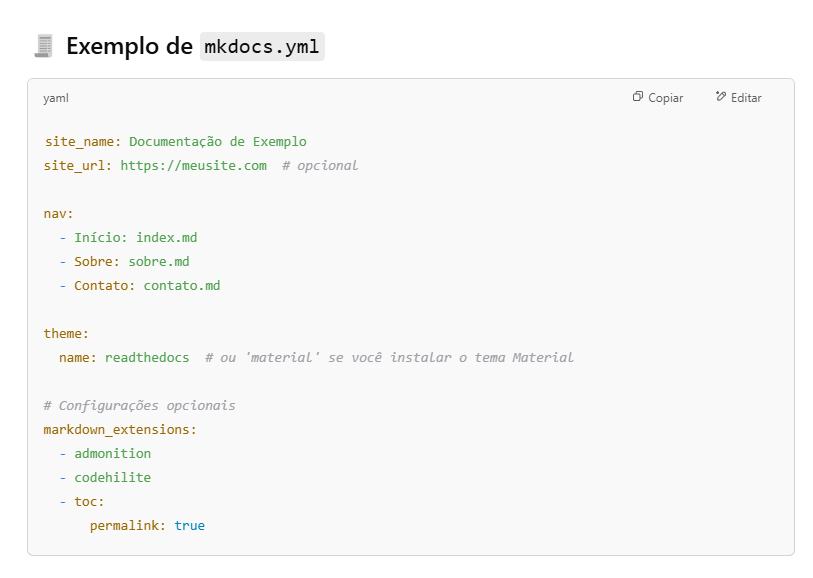 Exemplo de mkdocs.yml
yaml
Copiar
Editar
site_name: Documentação de Exemplo
site_url: https://meusite.com  # opcional

nav:
  - Início: index.md
  - Sobre: sobre.md
  - Contato: contato.md

theme:
  name: readthedocs  # ou 'material' se você instalar o tema Material

# Configurações opcionais
markdown_extensions:
  - admonition
  - codehilite
  - toc:
      permalink: true